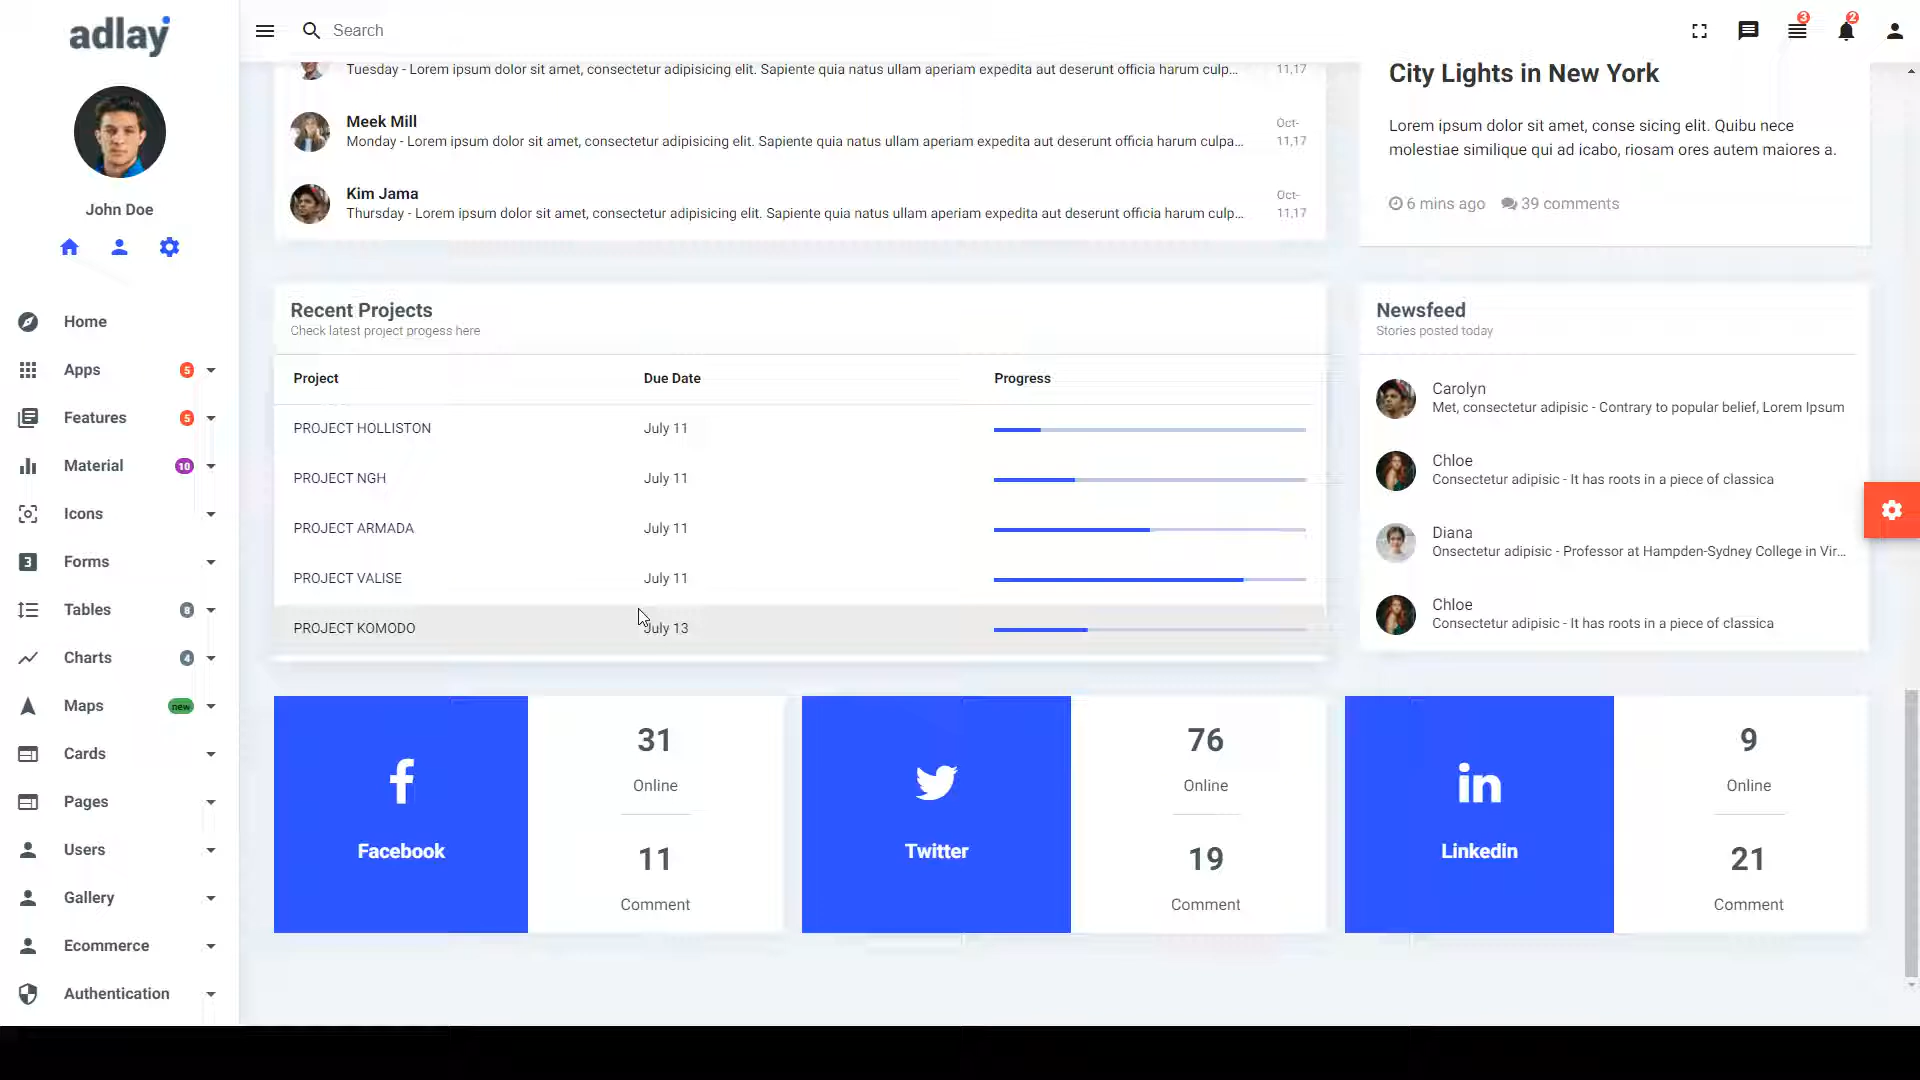 adlay
Search
3
2
John Doe
Home
Apps 5
Features 5
Material 10
Icons
Forms
Tables 8
Charts 4
Maps new
Cards
Pages
Users
Gallery
Ecommerce
Authentication
Tuesday - Lorem ipsum dolor sit amet, consectetur adipisicing elit. Sapiente quia natus ullam aperiam expedita aut deserunt officia harum culp...
11,17
Meek Mill
Monday - Lorem ipsum dolor sit amet, consectetur adipisicing elit. Sapiente quia natus ullam aperiam expedita aut deserunt officia harum culpa...
Oct-
11,17
Kim Jama
Thursday - Lorem ipsum dolor sit amet, consectetur adipisicing elit. Sapiente quia natus ullam aperiam expedita aut deserunt officia harum culp...
Oct-
11,17
City Lights in New York
Lorem ipsum dolor sit amet, conse sicing elit. Quibu nece
molestiae similique qui ad icabo, riosam ores autem maiores a.
6 mins ago 39 comments
Recent Projects
Check latest project progess here
Project Due Date Progress
PROJECT HOLLISTON July 11
PROJECT NGH July 11
PROJECT ARMADA July 11
PROJECT VALISE July 11
PROJECT KOMODO July 13
Newsfeed
Stories posted today
Carolyn
Met, consectetur adipisic - Contrary to popular belief, Lorem Ipsum
Chloe
Consectetur adipisic - It has roots in a piece of classica
Diana
Onsectetur adipisic - Professor at Hampden-Sydney College in Vir...
Chloe
Consectetur adipisic - It has roots in a piece of classica
Facebook
31
Online
11
Comment
Twitter
76
Online
19
Comment
Linkedin
9
Online
21
Comment